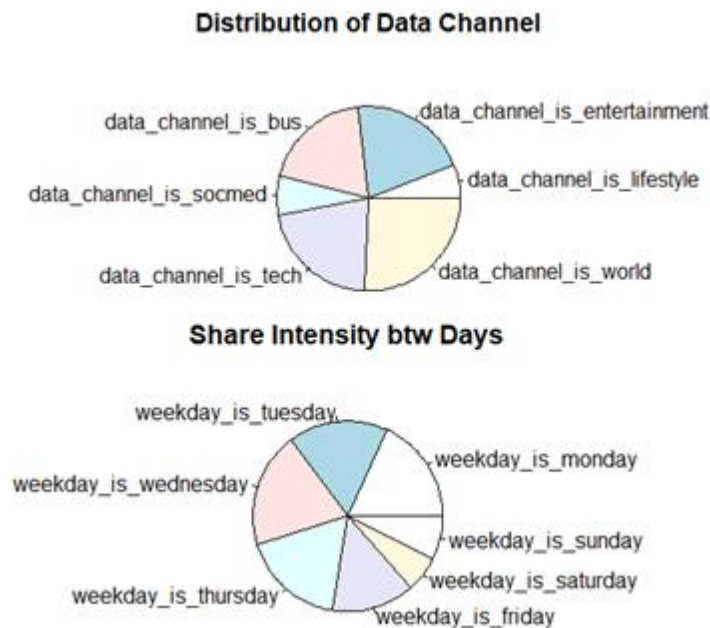 Distribution of Data Channel
data_channel_is_entertainment
data_channel_is_bus
data_channel_is_lifestyle
data_channel_is_socmed
data_channel_is_tech
data_channel_is_world
Share Intensity btw Days
weekday_is_tuesday
weekday_is_monday
weekday_is_wednesday
weekday_is_sunday
weekday_is_saturday
weekday_is_thursday
weekday_is_friday